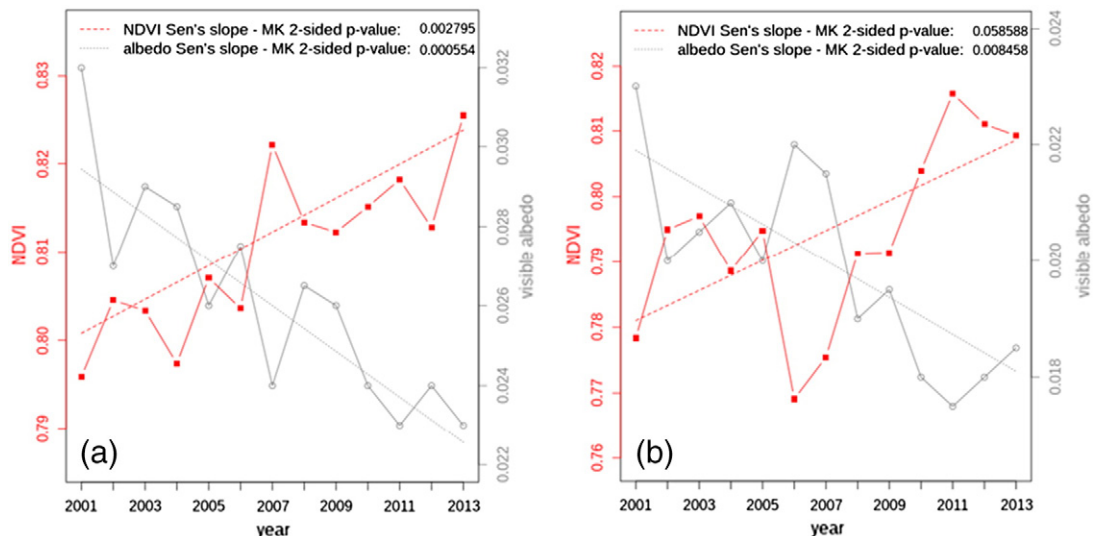 NDVI Sen's slope - MK 2-sided p-value: 0.002795
albedo Sen's slope - MK 2-sided p-value: 0.000554
NDVI
0.83
0.82
0.81
0.80
0.79
visible albedo
0.032
0.030
0.028
0.026
0.024
0.022
(a)
2001 2003 2005 2007 2009 2011 2013
year
NDVI Sen's slope - MK 2-sided p-value: 0.058588
albedo Sen's slope - MK 2-sided p-value: 0.008458
NDVI
0.82
0.81
0.80
0.79
0.78
0.77
0.76
visible albedo
0.024
0.022
0.020
0.018
(b)
2001 2003 2005 2007 2009 2011 2013
year